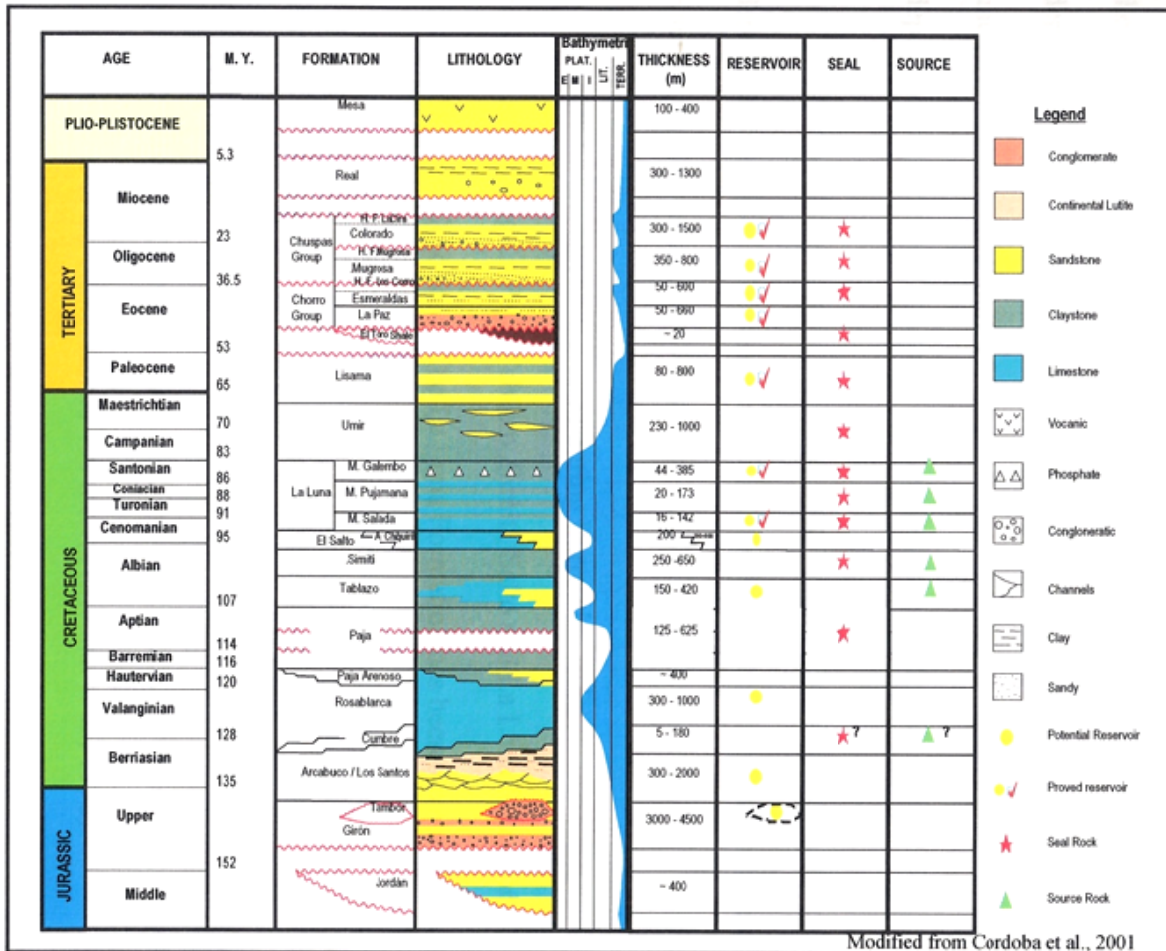 AGE M. Y. FORMATION LITHOLOGY Bathymetri THICKNESS (m) RESERVOIR SEAL SOURCE
PLAT. LIT. TERR.
E M I
PLIO-PLISTOCENE
TERTIARY
Miocene
Oligocene
Eocene
Paleocene
CRETACEOUS
Maestrichtian
Campanian
Santonian
Coniacian
Turonian
Cenomanian
Albian
Aptian
Barremian
Hautervian
Valanginian
Berriasian
JURASSIC
Upper
Middle
5.3
23
36.5
53
65
70
83
86
88
91
95
107
114
116
120
128
135
152
Mesa
Real
Chuspas Group
Colorado
H. F. Mugrosa
Mugrosa
Chorro Group
Esmeraldas
La Paz
El Toro Shale
Lisama
Umir
La Luna
M. Galembo
M. Pujamana
M. Salada
El Salto
Simiti
Tablazo
Paja
Paja Arenoso
Rosablarca
Cumbre
Arcabuco / Los Santos
Tambor
Girón
Jordán
100 - 400
300 - 1300
300 - 1500
350 - 800
50 - 600
50 - 660
~ 20
80 - 800
230 - 1000
44 - 385
20 - 173
16 - 142
200
250 -650
150 - 420
125 - 625
~ 400
300 - 1000
5 - 180
300 - 2000
3000 - 4500
~ 400
? ?
Legend
Conglomerate
Continental Lutite
Sandstone
Claystone
Limestone
Vocanic
Phosphate
Congloneratic
Channels
Clay
Sandy
Potential Reservoir
Proved reservoir
Seal Rock
Source Rock
Modified from Cordoba et al., 2001